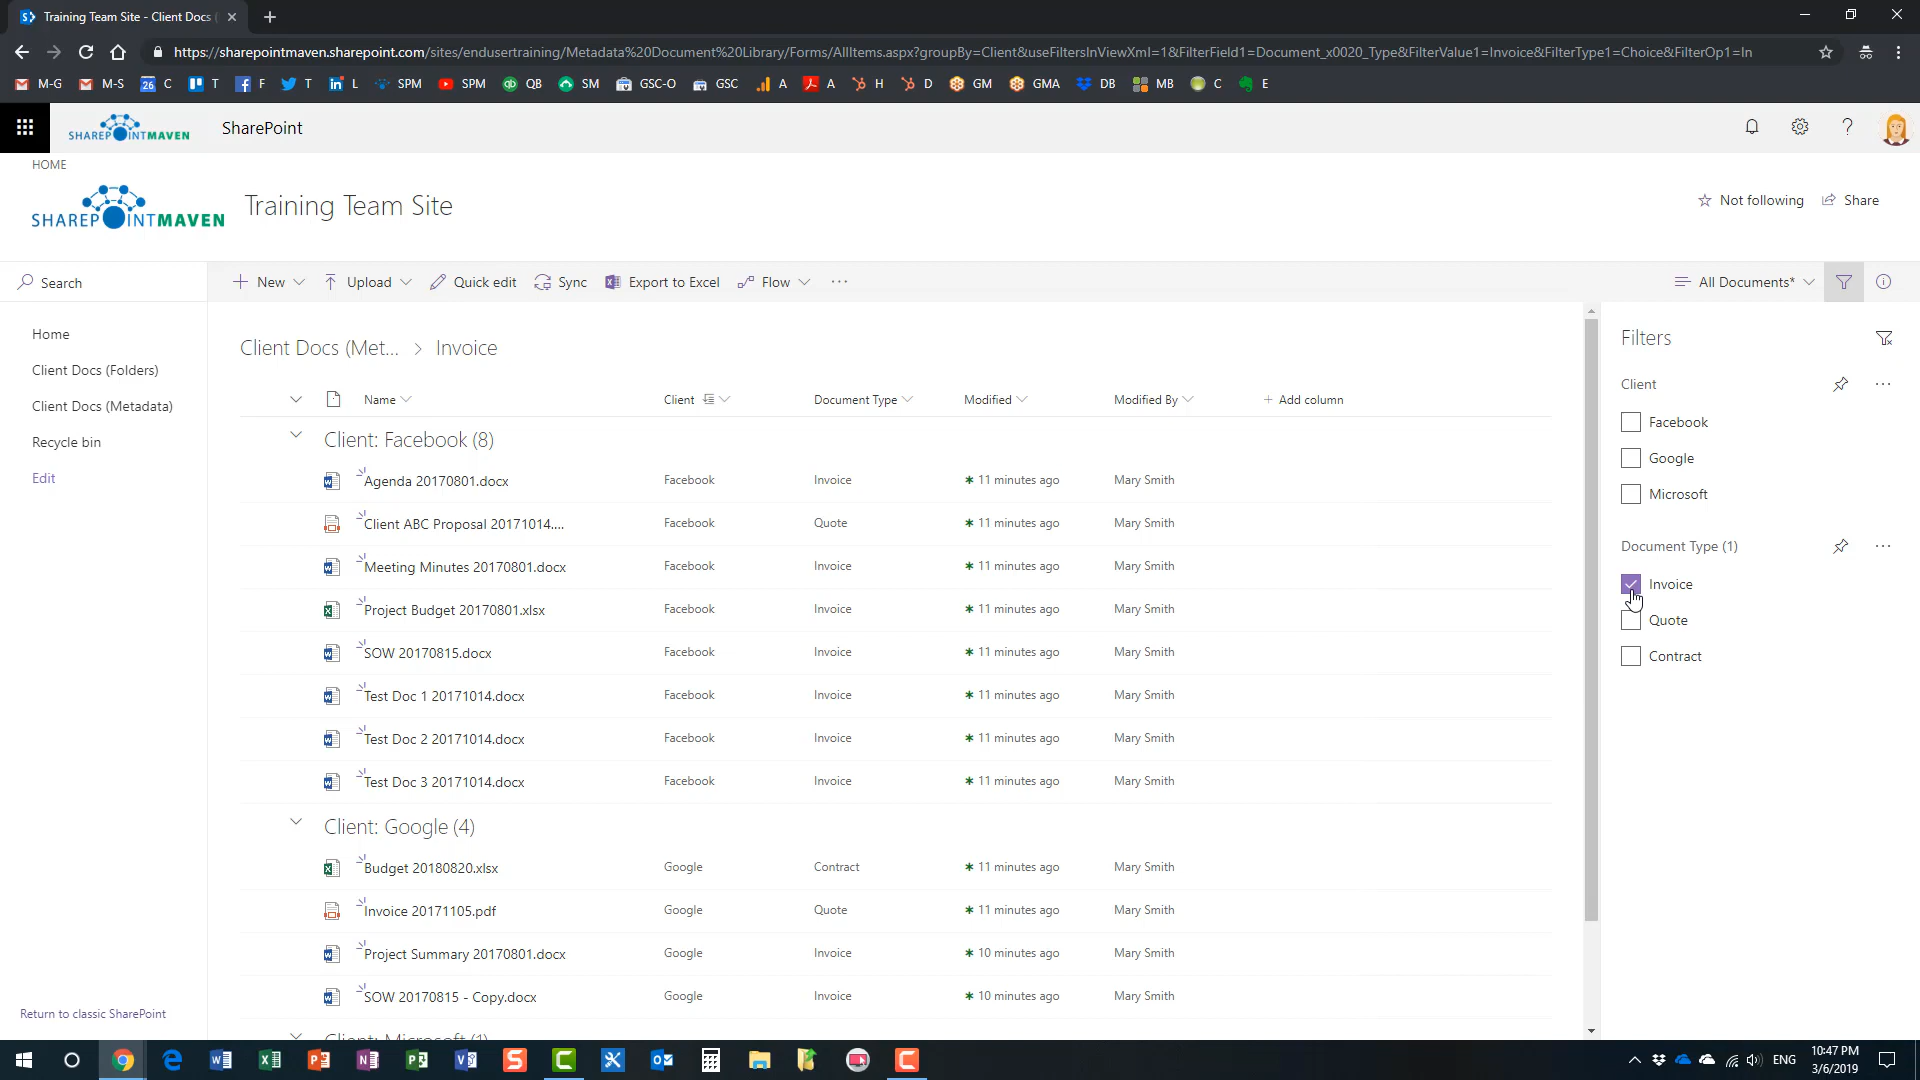 Training Team Site - Client Docs (
https://sharepointmaven.sharepoint.com/sites/endusertraining/Metadata%20Document%20Library/Forms/AllItems.aspx?groupBy=Client&useFiltersInViewXml=1&FilterField1=Document_x0020_Type&FilterValue1=Invoice&FilterType1=Choice&FilterOp1=In
M-G M-S 26 C T F T L SPM SPM QB SM GSC-O GSC A A H D GM GMA DB MB C E
SHAREPOINTMAVEN SharePoint
HOME
SHAREPOINTMAVEN Training Team Site
Not following Share
Search
New Upload Quick edit Sync Export to Excel Flow ··· All Documents*
Home
Client Docs (Folders)
Client Docs (Metadata)
Recycle bin
Edit
Return to classic SharePoint
Client Docs (Met... > Invoice
Name Client Document Type Modified Modified By + Add column
Client: Facebook (8)
Agenda 20170801.docx Facebook Invoice 11 minutes ago Mary Smith
Client ABC Proposal 20171014.... Facebook Quote 11 minutes ago Mary Smith
Meeting Minutes 20170801.docx Facebook Invoice 11 minutes ago Mary Smith
Project Budget 20170801.xlsx Facebook Invoice 11 minutes ago Mary Smith
SOW 20170815.docx Facebook Invoice 11 minutes ago Mary Smith
Test Doc 1 20171014.docx Facebook Invoice 11 minutes ago Mary Smith
Test Doc 2 20171014.docx Facebook Invoice 11 minutes ago Mary Smith
Test Doc 3 20171014.docx Facebook Invoice 11 minutes ago Mary Smith
Client: Google (4)
Budget 20180820.xlsx Google Contract 11 minutes ago Mary Smith
Invoice 20171105.pdf Google Quote 11 minutes ago Mary Smith
Project Summary 20170801.docx Google Invoice 10 minutes ago Mary Smith
SOW 20170815 - Copy.docx Google Invoice 10 minutes ago Mary Smith
Client: Microsoft (1)
Filters
Client
Facebook
Google
Microsoft
Document Type (1)
Invoice
Quote
Contract
ENG
10:47 PM
3/6/2019